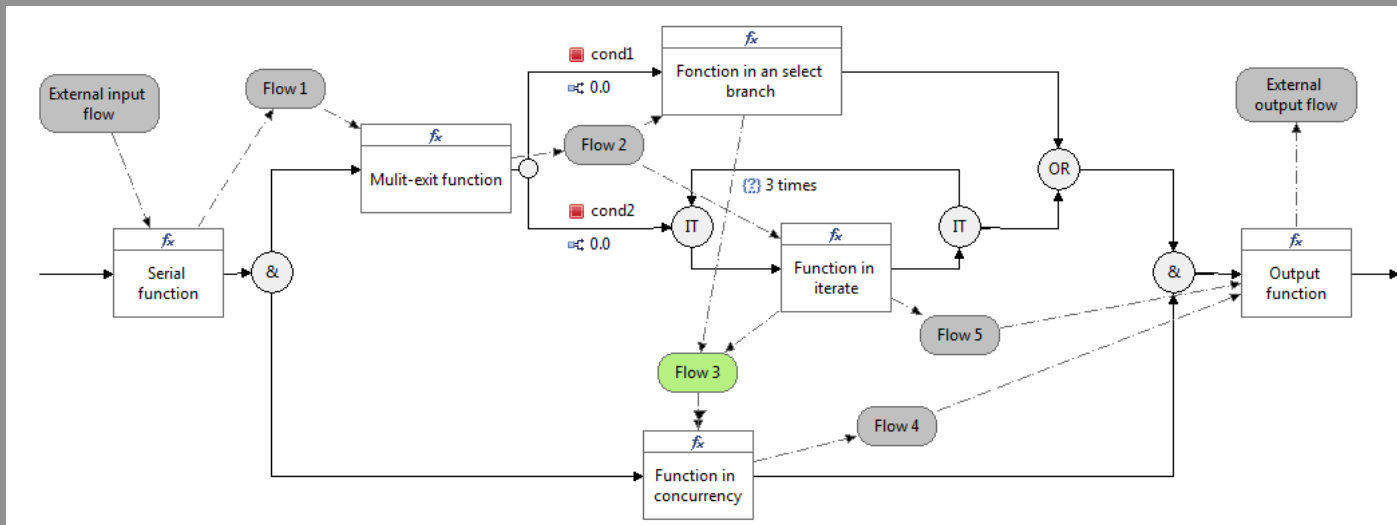 fx
cond1
Fonction in an select
branch
0.0
External input
flow
Flow 1
External
output flow
fx
Mulit-exit function
Flow 2
OR
{?} 3 times
cond2
0.0
IT
IT
fx
Serial
function
&
fx
Function in
iterate
&
fx
Output
function
Flow 5
Flow 3
Flow 4
fx
Function in
concurrency